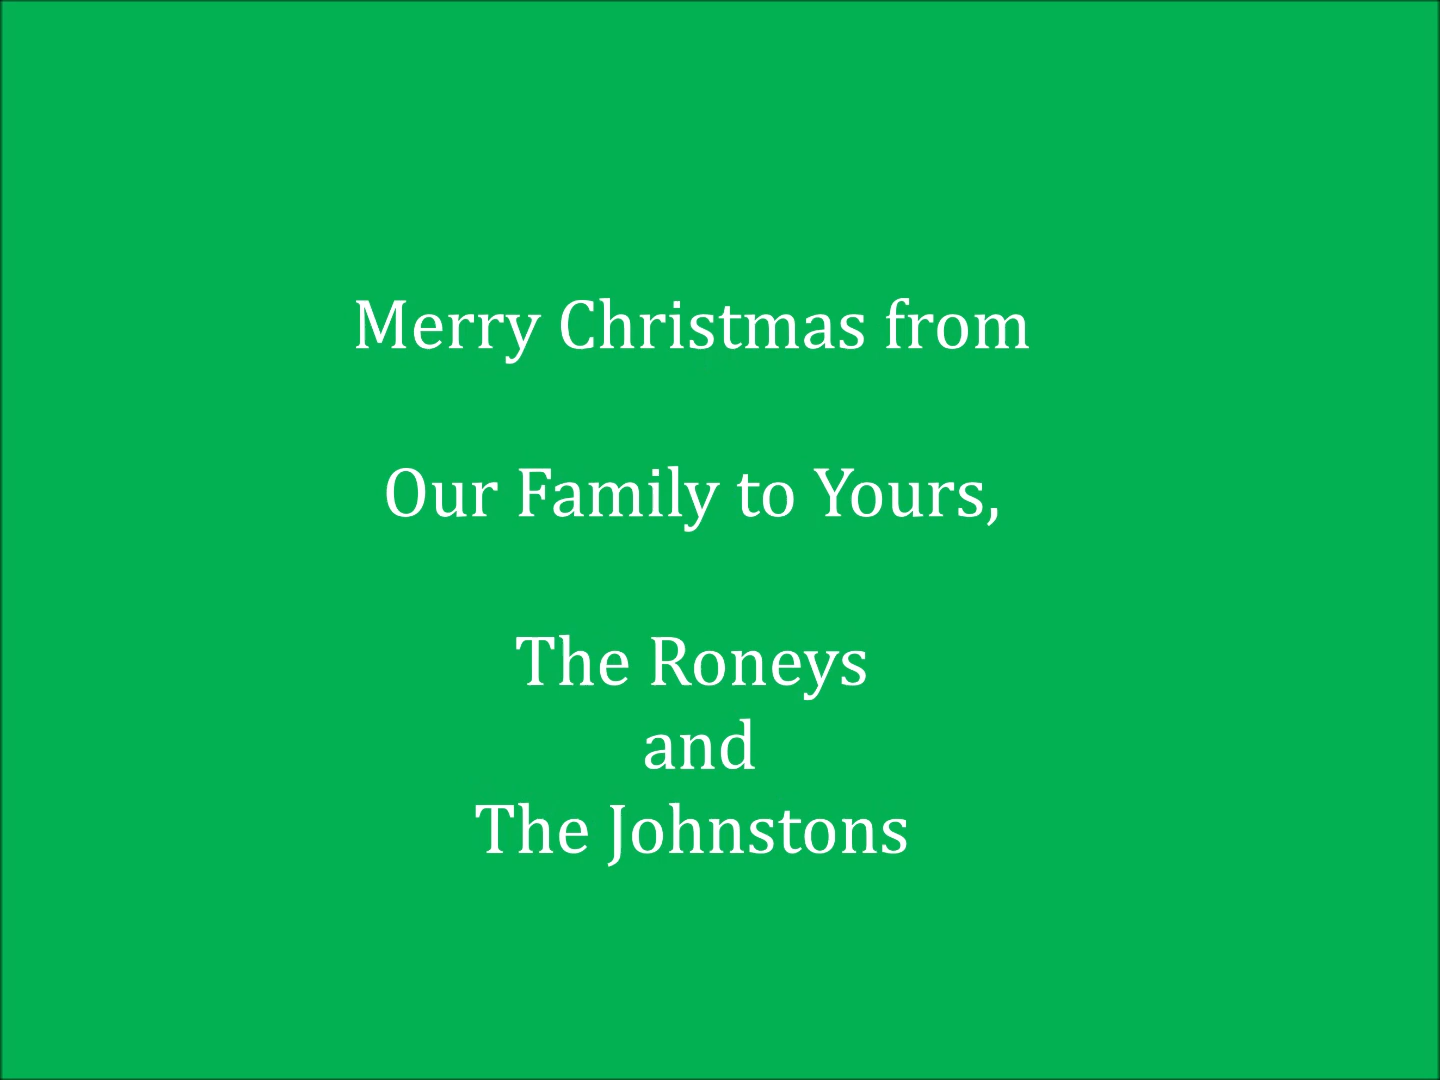 Merry Christmas from
Our Family to Yours,
The Roneys
and
The Johnstons